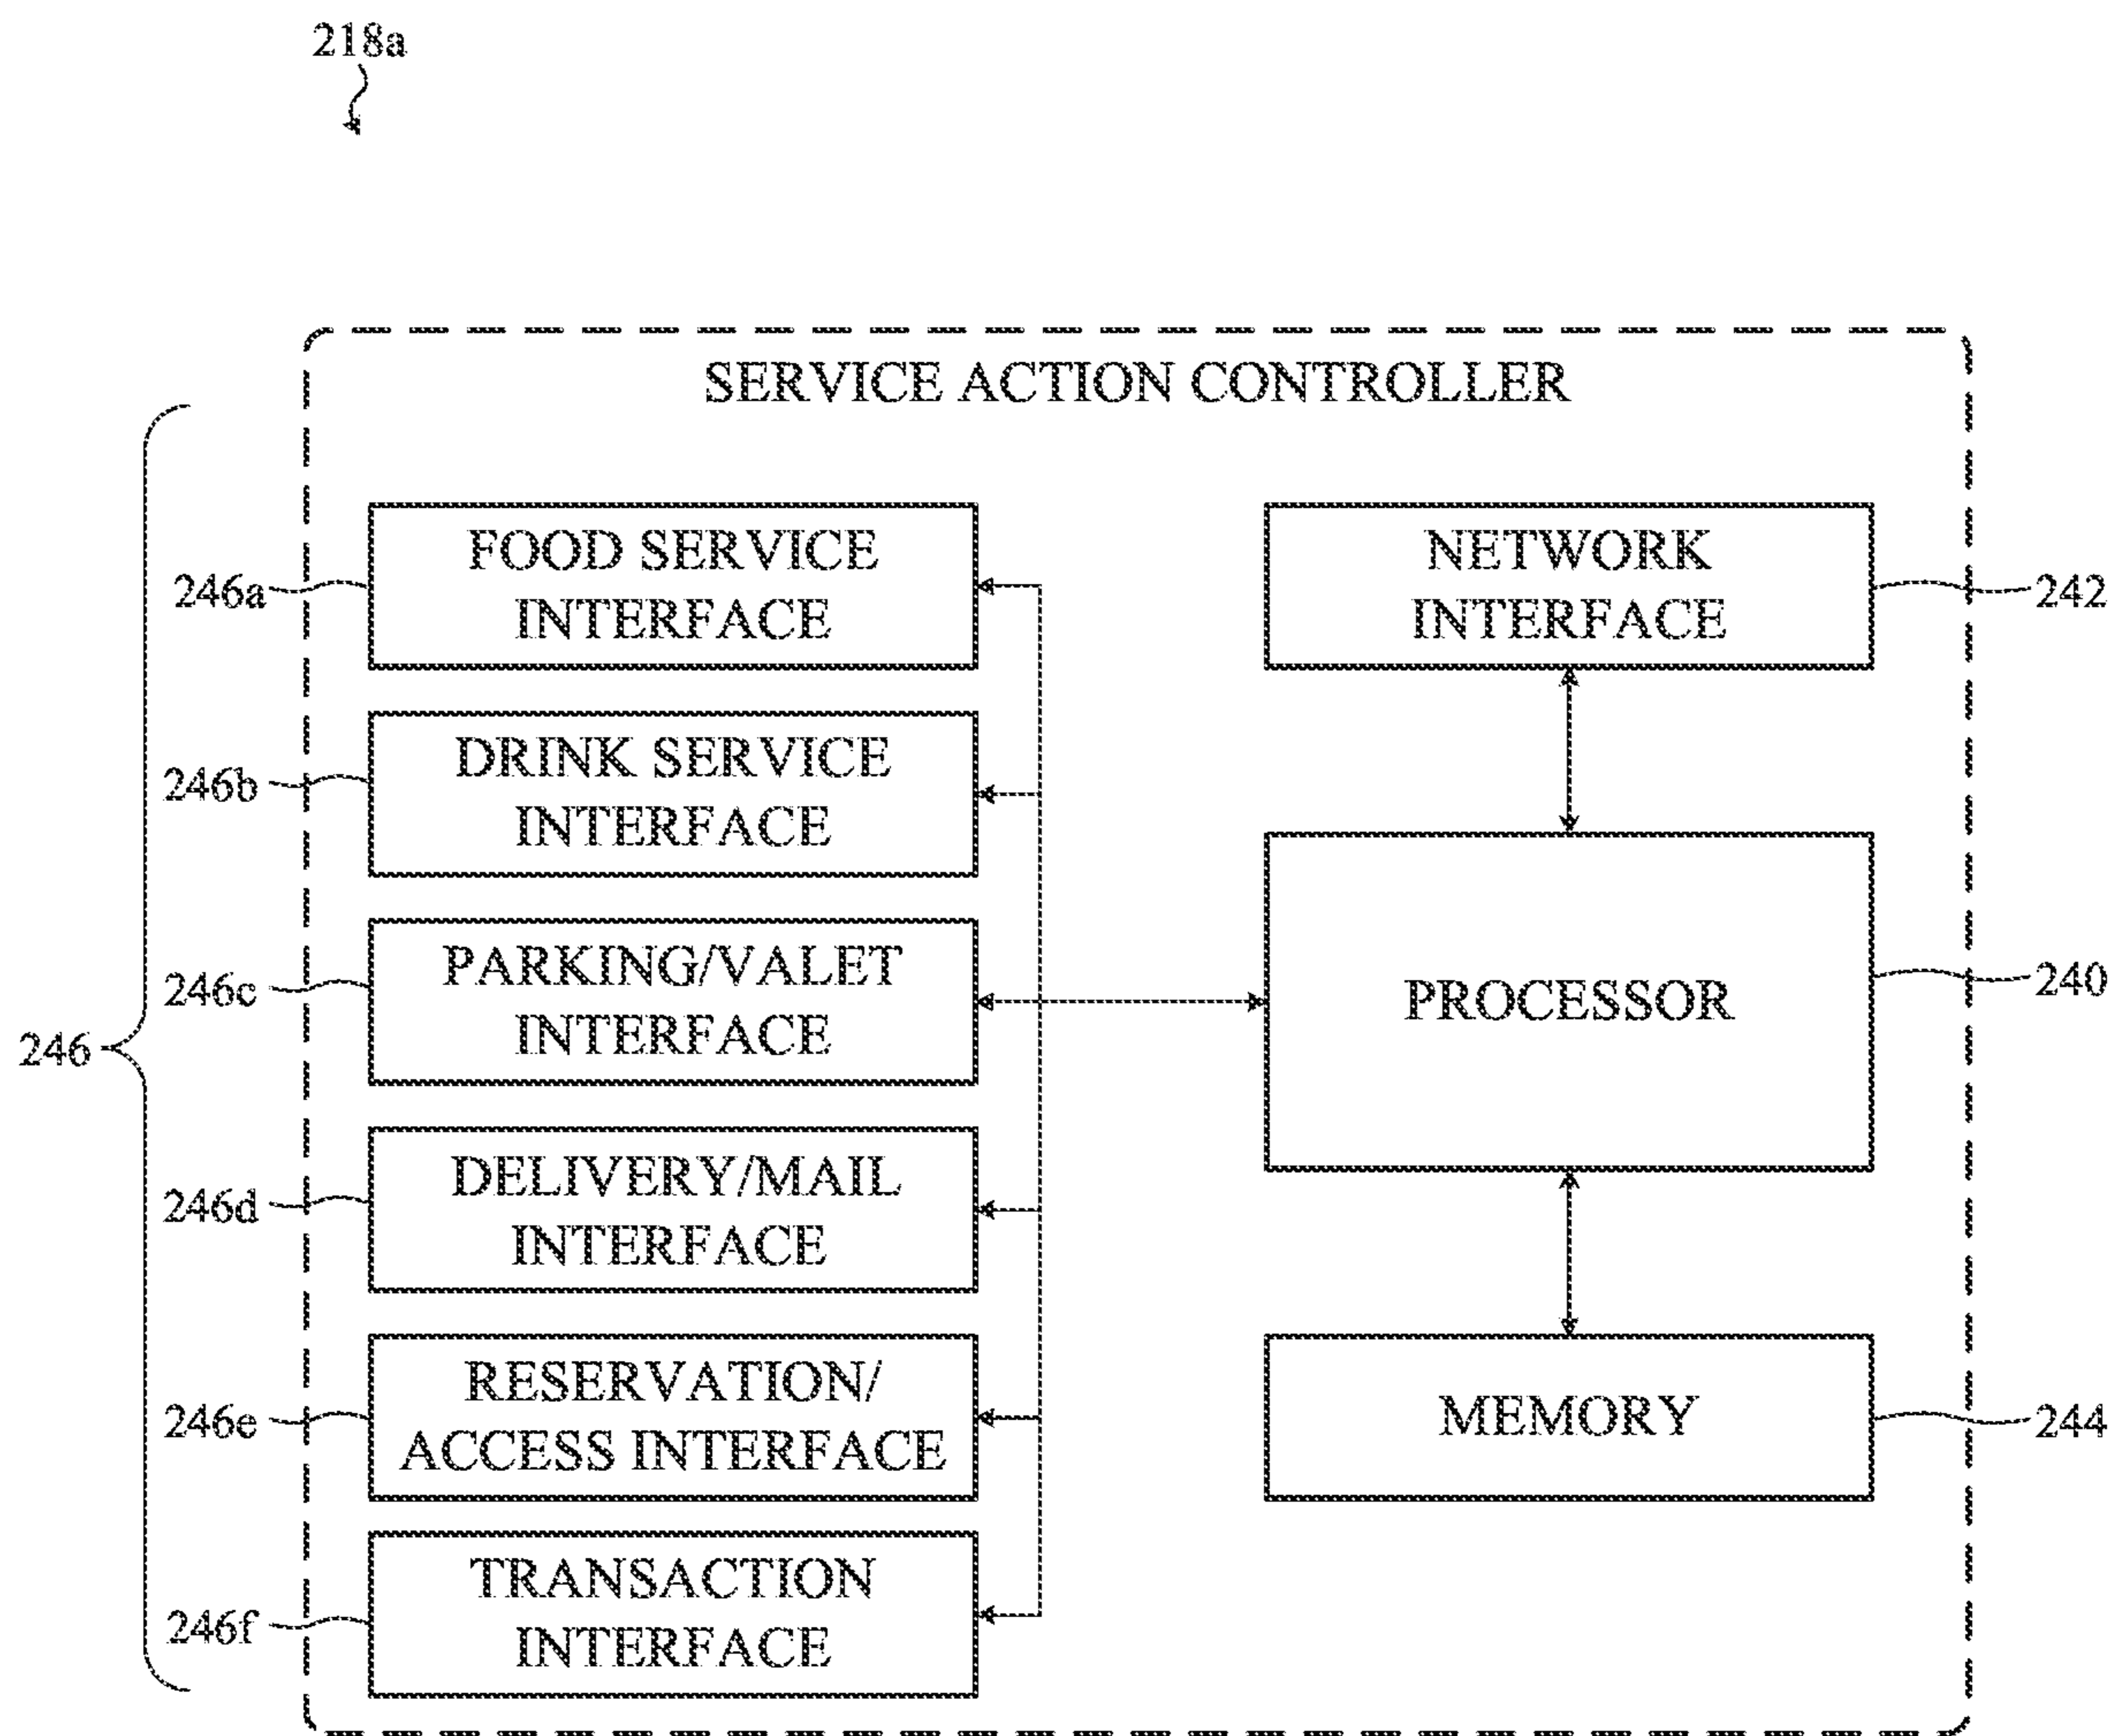 218a
SERVICE ACTION CONTROLLER
246
246a
FOOD SERVICE
INTERFACE
246b
DRINK SERVICE
INTERFACE
246c
PARKING/VALET
INTERFACE
246d
DELIVERY/MAIL
INTERFACE
246e
RESERVATION/
ACCESS INTERFACE
246f
TRANSACTION
INTERFACE
NETWORK
INTERFACE
242
PROCESSOR
240
MEMORY
244